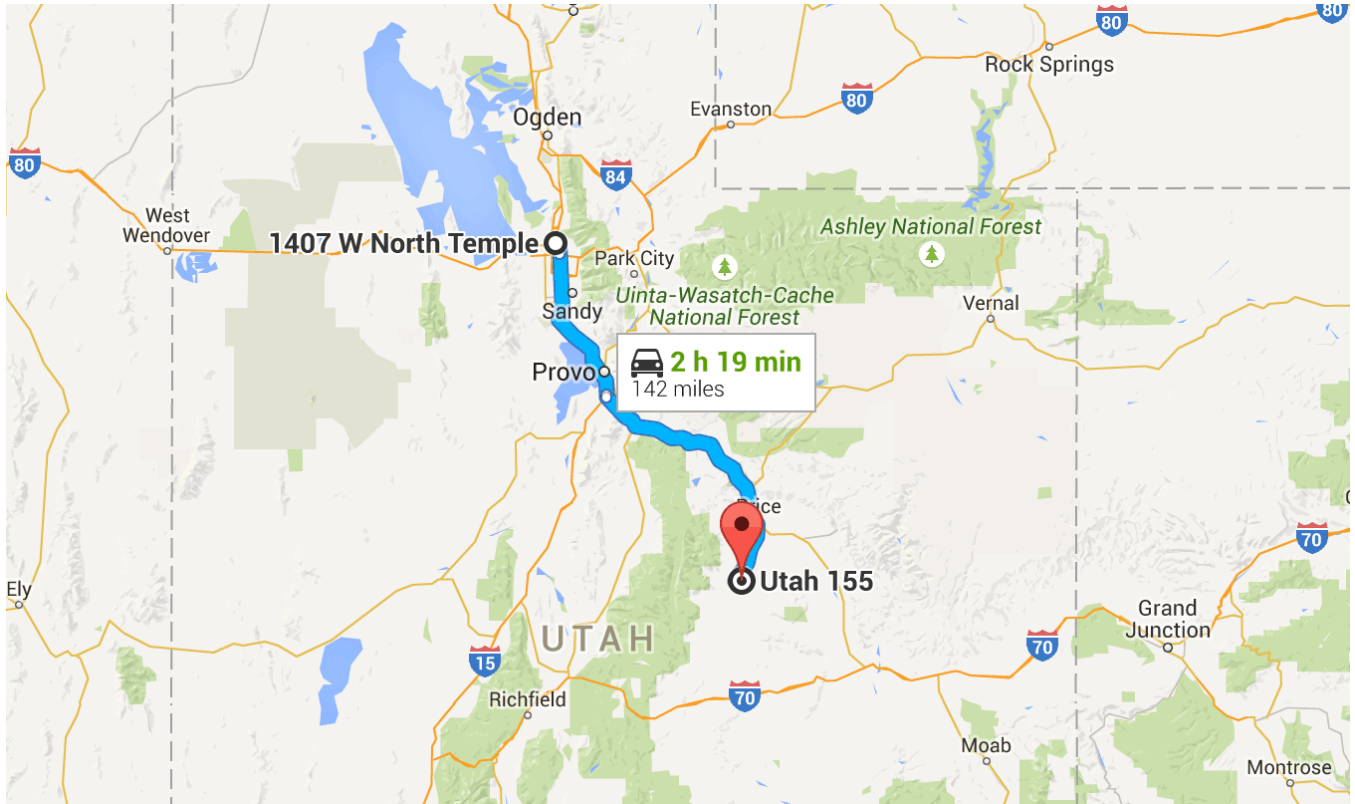 80
80
80
Rock Springs
Evanston
80
Ogden
84
West
Wendover
1407 W North Temple
Park City
Ashley National Forest
Uinta-Wasatch-Cache
National Forest
Sandy
Vernal
2 h 19 min
142 miles
Provo
Price
70
Utah 155
Ely
Grand
Junction
UTAH
70
15
70
Richfield
Moab
Montrose